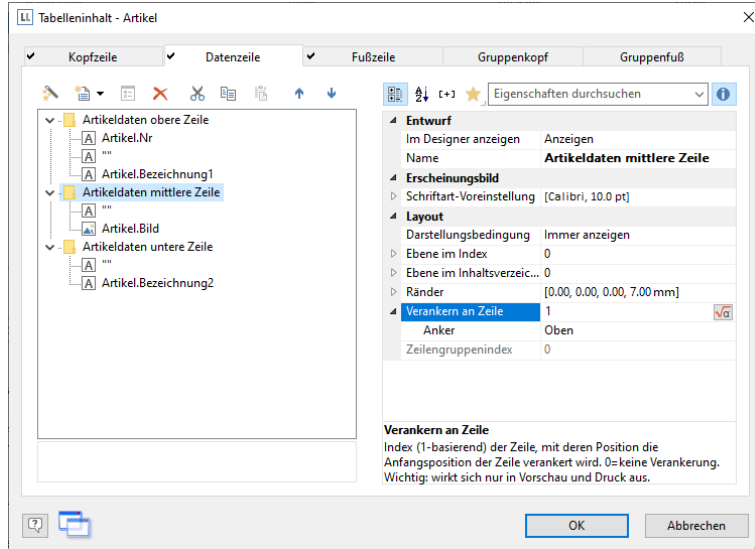 LL Tabelleninhalt - Artikel
Kopfzeile Datenzeile Fußzeile Gruppenkopf Gruppenfuß
Eigenschaften durchsuchen
Artikeldaten obere Zeile
A Artikel.Nr
A ""
A Artikel.Bezeichnung1
Artikeldaten mittlere Zeile
A ""
Artikel.Bild
Artikeldaten untere Zeile
A ""
A Artikel.Bezeichnung2
Entwurf
Im Designer anzeigen Anzeigen
Name Artikeldaten mittlere Zeile
Erscheinungsbild
Schriftart-Voreinstellung [Calibri, 10.0 pt]
Layout
Darstellungsbedingung Immer anzeigen
Ebene im Index 0
Ebene im Inhaltsverzeic... 0
Ränder [0.00, 0.00, 0.00, 7.00 mm]
Verankern an Zeile 1
Anker Oben
Zeilengruppenindex 0
Verankern an Zeile
Index (1-basierend) der Zeile, mit deren Position die
Anfangsposition der Zeile verankert wird. 0=keine Verankerung.
Wichtig: wirkt sich nur in Vorschau und Druck aus.
OK Abbrechen